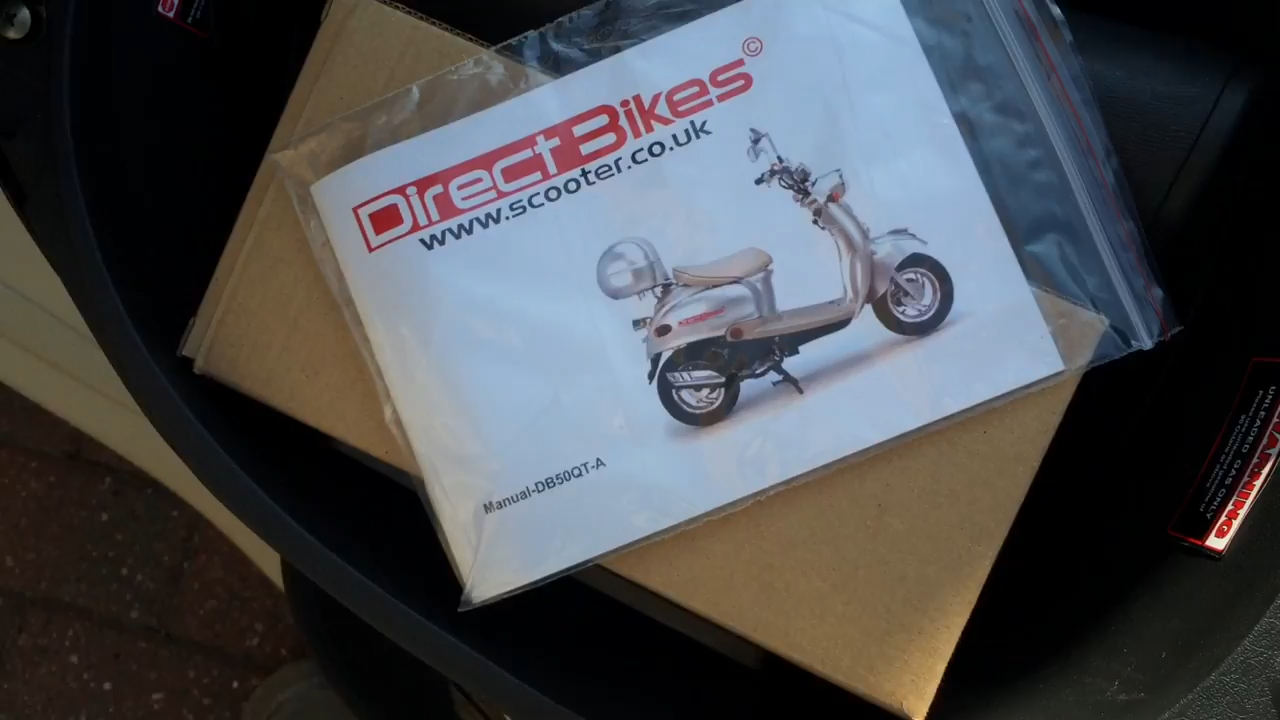 DirectBikes©
www.scooter.co.uk
Manual-DB50QT-A
WARNING
UNLEADED GAS ONLY